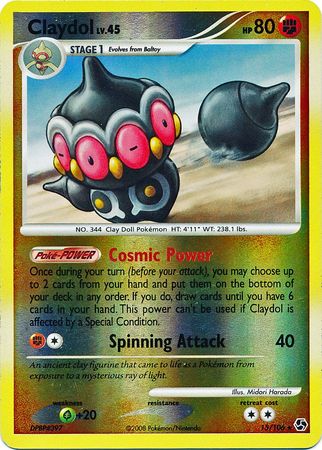 Claydol LV.45 HP 80
STAGE 1 Evolves from Baltoy
NO. 344 Clay Doll Pokémon HT: 4'11" WT: 238.1 lbs.
Poké-POWER Cosmic Power
Once during your turn (before your attack), you may choose up
to 2 cards from your hand and put them on the bottom of
your deck in any order. If you do, draw cards until you have
6 cards in your hand. This power can't be used if Claydol is
affected by a Special Condition.
Spinning Attack 40
An ancient clay figurine that came to life as a Pokémon from
exposure to a mysterious ray of light.
Illus. Midori Harada
weakness resistance retreat cost
+20
DPBP#397 ©2008 Pokémon/Nintendo 15/106